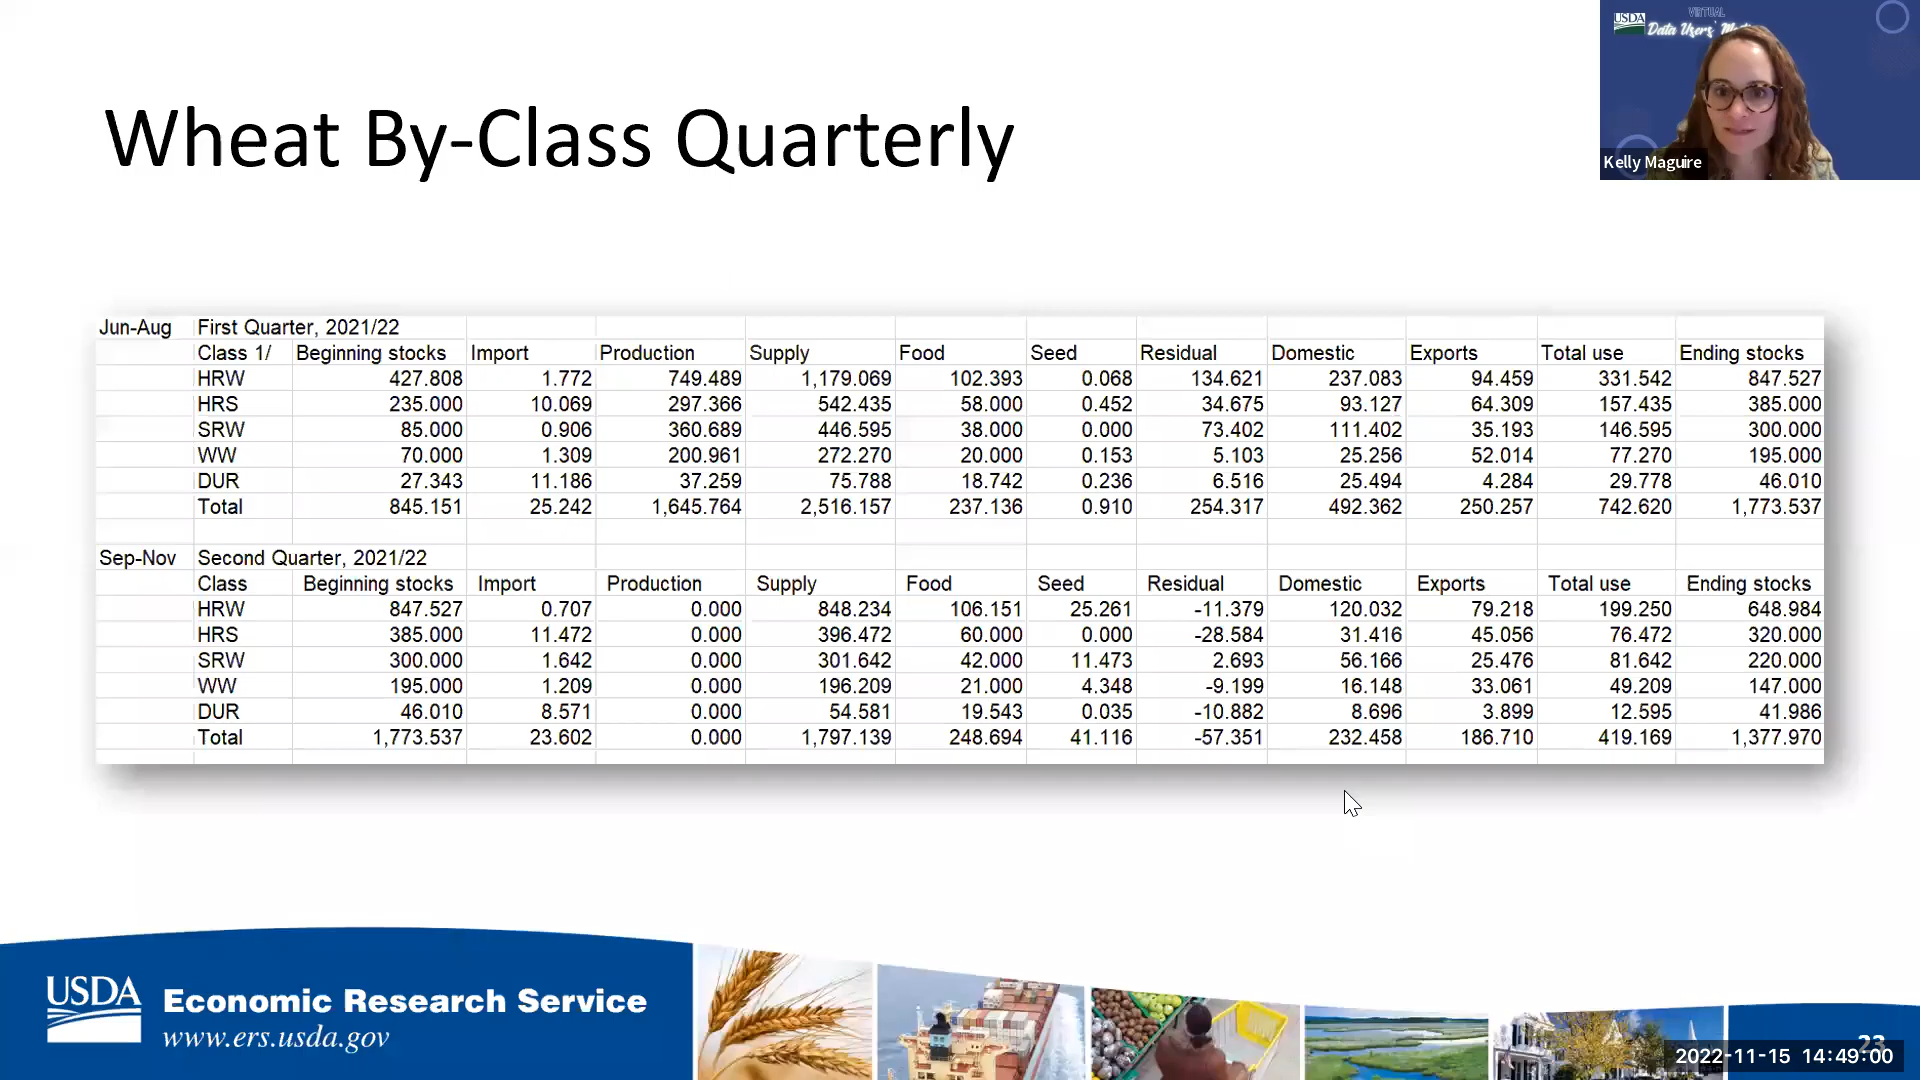 USDA
VIRTUAL
Data Users'
Kelly Maguire
Wheat By-Class Quarterly
Jun-Aug First Quarter, 2021/22
Class 1/ Beginning stocks Import Production Supply Food Seed Residual Domestic Exports Total use Ending stocks
HRW 427.808 1.772 749.489 1,179.069 102.393 0.068 134.621 237.083 94.459 331.542 847.527
HRS 235.000 10.069 297.366 542.435 58.000 0.452 34.675 93.127 64.309 157.435 385.000
SRW 85.000 0.906 360.689 446.595 38.000 0.000 73.402 111.402 35.193 146.595 300.000
WW 70.000 1.309 200.961 272.270 20.000 0.153 5.103 25.256 52.014 77.270 195.000
DUR 27.343 11.186 37.259 75.788 18.742 0.236 6.516 25.494 4.284 29.778 46.010
Total 845.151 25.242 1,645.764 2,516.157 237.136 0.910 254.317 492.362 250.257 742.620 1,773.537
Sep-Nov Second Quarter, 2021/22
Class Beginning stocks Import Production Supply Food Seed Residual Domestic Exports Total use Ending stocks
HRW 847.527 0.707 0.000 848.234 106.151 25.261 -11.379 120.032 79.218 199.250 648.984
HRS 385.000 11.472 0.000 396.472 60.000 0.000 -28.584 31.416 45.056 76.472 320.000
SRW 300.000 1.642 0.000 301.642 42.000 11.473 2.693 56.166 25.476 81.642 220.000
WW 195.000 1.209 0.000 196.209 21.000 4.348 -9.199 16.148 33.061 49.209 147.000
DUR 46.010 8.571 0.000 54.581 19.543 0.035 -10.882 8.696 3.899 12.595 41.986
Total 1,773.537 23.602 0.000 1,797.139 248.694 41.116 -57.351 232.458 186.710 419.169 1,377.970
USDA Economic Research Service
www.ers.usda.gov
23
2022-11-15 14:49:00